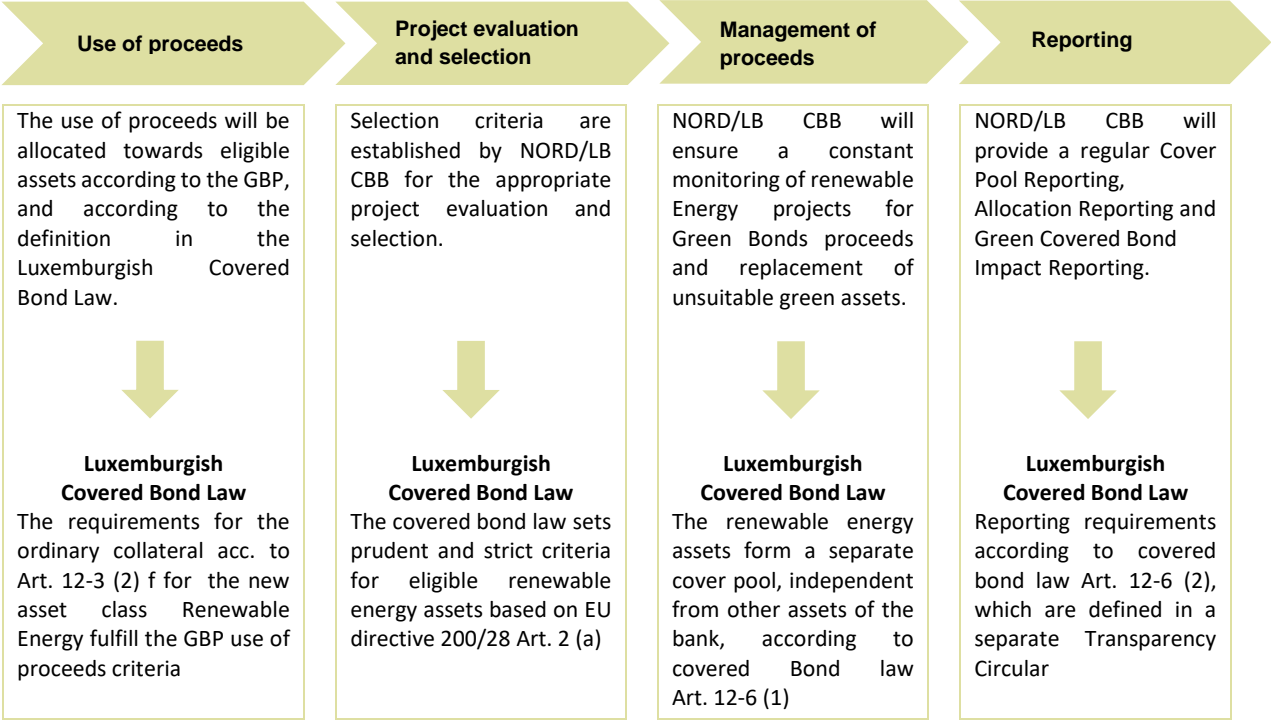 Use of proceeds
The use of proceeds will be
allocated towards eligible
assets according to the GBP,
and according to the
definition in the
Luxemburgish Covered
Bond Law.
Luxemburgish
Covered Bond Law
The requirements for the
ordinary collateral acc. to
Art. 12-3 (2) f for the new
asset class Renewable
Energy fulfill the GBP use of
proceeds criteria
Project evaluation
and selection
Selection criteria are
established by NORD/LB
CBB for the appropriate
project evaluation and
selection.
Luxemburgish
Covered Bond Law
The covered bond law sets
prudent and strict criteria
for eligible renewable
energy assets based on EU
directive 200/28 Art. 2 (a)
Management of
proceeds
NORD/LB CBB will
ensure a constant
monitoring of renewable
Energy projects for
Green Bonds proceeds
and replacement of
unsuitable green assets.
Luxemburgish
Covered Bond Law
The renewable energy
assets form a separate
cover pool, independent
from other assets of the
bank, according to
covered Bond law
Art. 12-6 (1)
Reporting
NORD/LB CBB will
provide a regular Cover
Pool Reporting,
Allocation Reporting and
Green Covered Bond
Impact Reporting.
Luxemburgish
Covered Bond Law
Reporting requirements
according to covered
bond law Art. 12-6 (2),
which are defined in a
separate Transparency
Circular